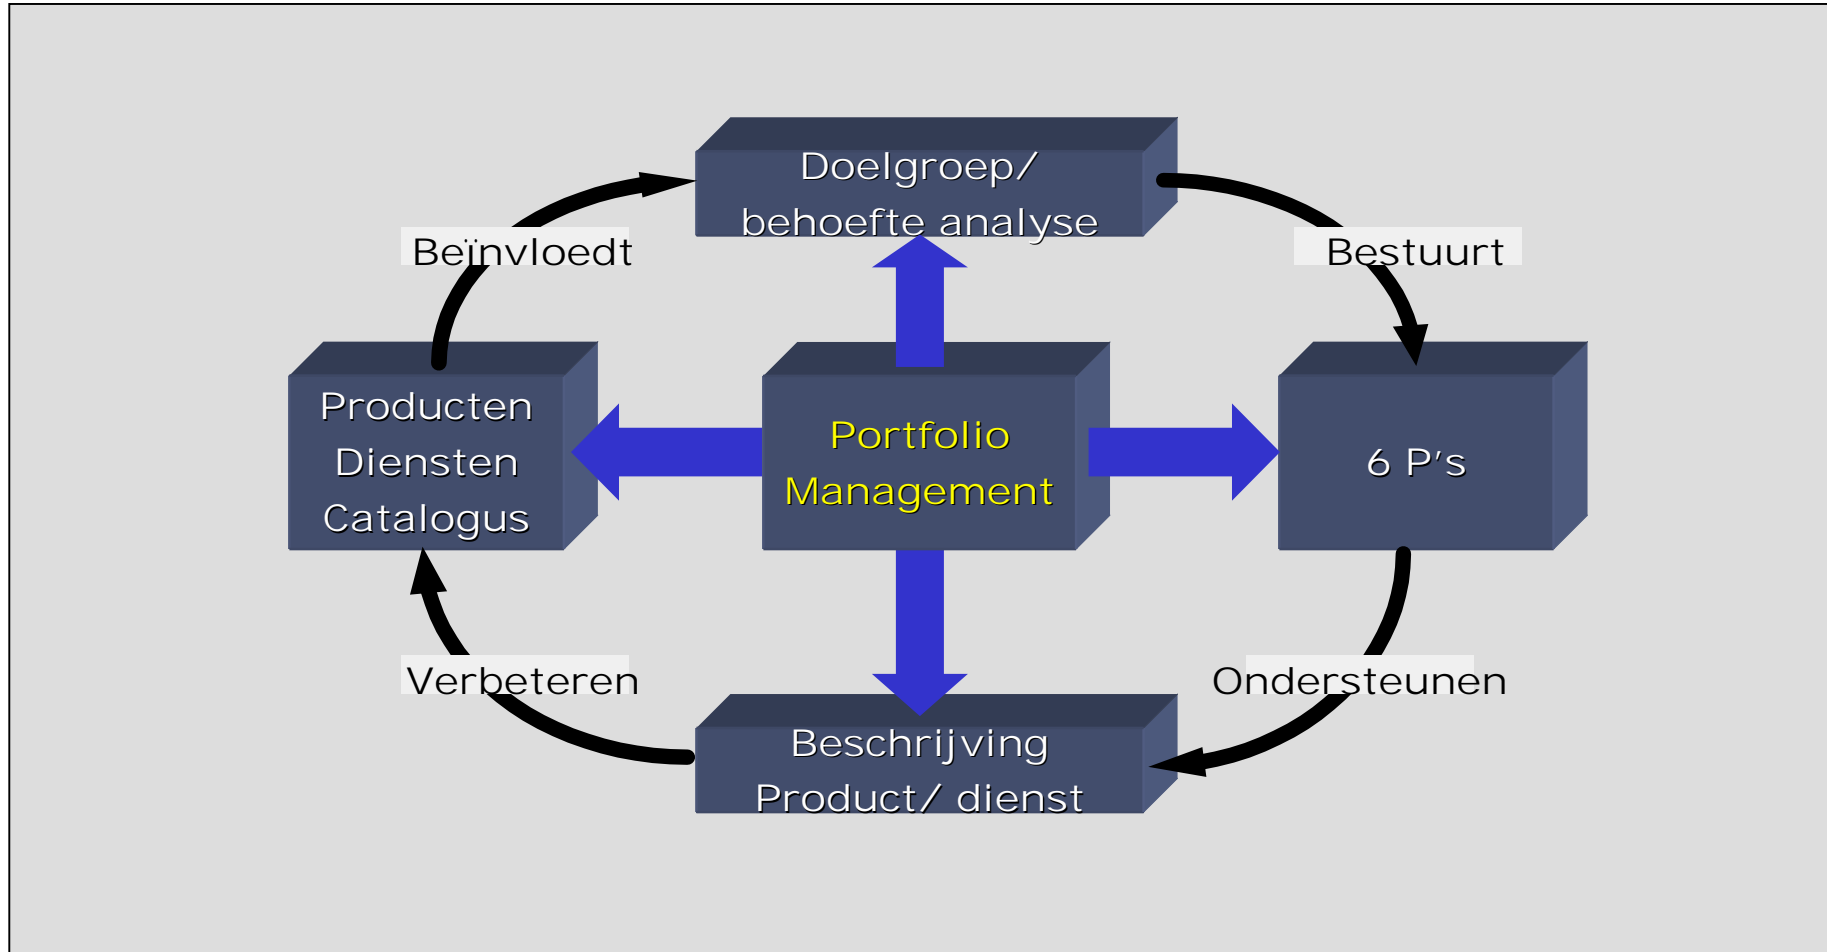 Doelgroep/
behoefte analyse
Beïnvloedt
Bestuurt
Producten
Diensten
Catalogus
Portfolio
Management
6 P's
Verbeteren
Ondersteunen
Beschrijving
Product/ dienst